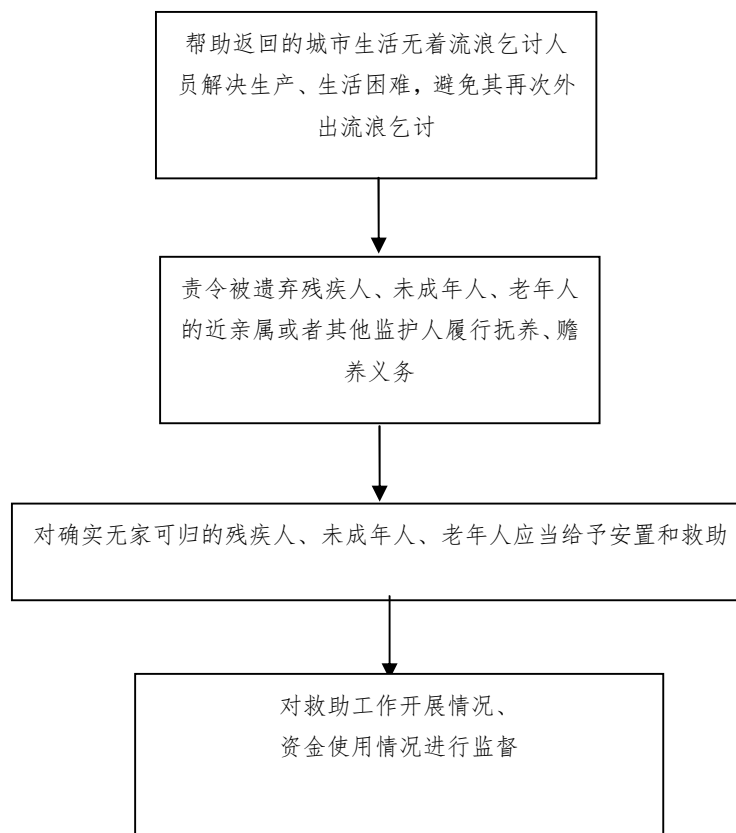 帮助返回的城市生活无着流浪乞讨人
员解决生产、生活困难，避免其再次外
出流浪乞讨
责令被遗弃残疾人、未成年人、老年人
的近亲属或者其他监护人履行抚养、赡
养义务
对确实无家可归的残疾人、未成年人、老年人应当给予安置和救助
对救助工作开展情况、
资金使用情况进行监督